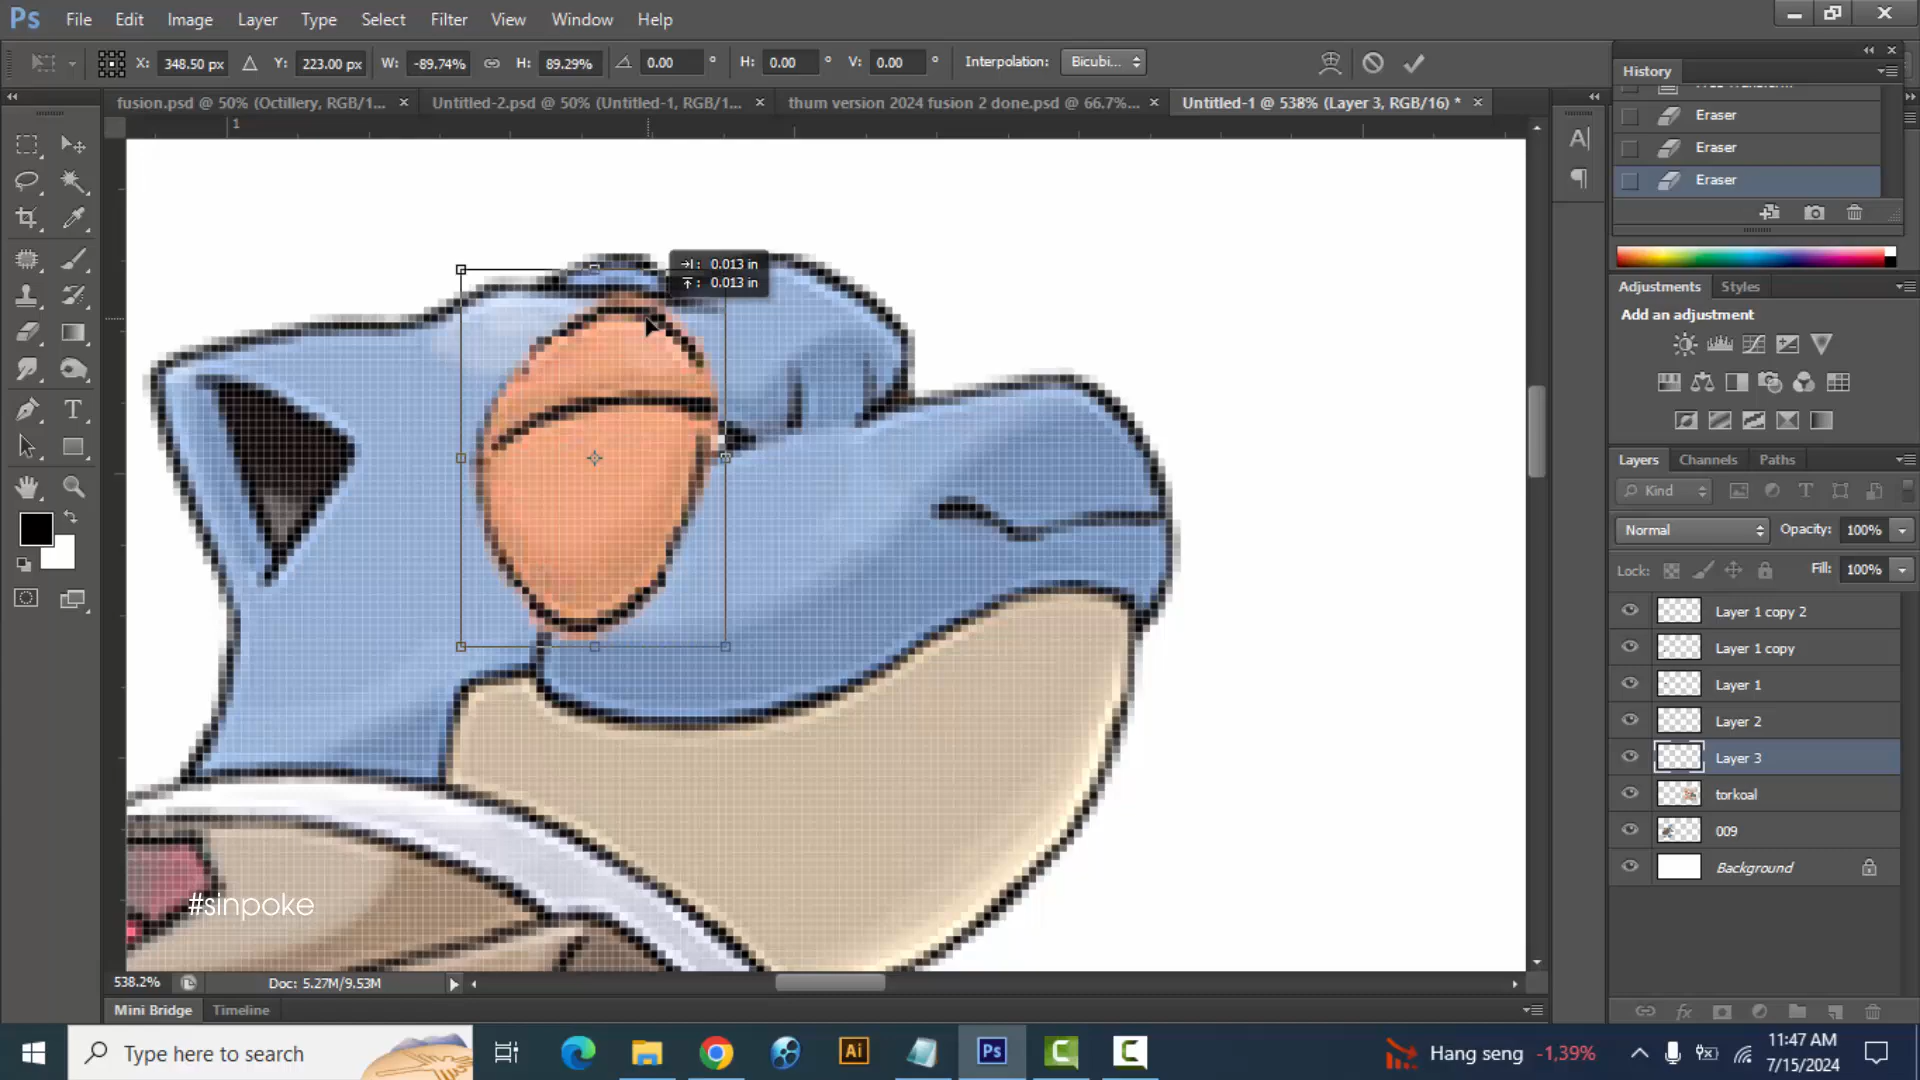 Ps File Edit Image Layer Type Select Filter View Window Help
X: 348.50 px Y: 223.00 px W: -89.74% H: 89.29% 0.00 ° H: 0.00 ° V: 0.00 ° Interpolation: Bicubi...
fusion.psd @ 50% (Octillery, RGB/1... × Untitled-2.psd @ 50% (Untitled-1, RGB/1... × thum version 2024 fusion 2 done.psd @ 66.7%... × Untitled-1 @ 538% (Layer 3, RGB/16) * ×
1
History
Eraser
Eraser
Eraser
0.013 in
0.013 in
Adjustments Styles
Add an adjustment
Layers Channels Paths
Kind
Normal Opacity: 100%
Lock: Fill: 100%
Layer 1 copy 2
Layer 1 copy
Layer 1
Layer 2
Layer 3
torkoal
009
Background
#sinpoke
538.2% Doc: 5.27M/9.53M
Mini Bridge Timeline
Type here to search
Ai Ps
Hang seng -1,39%
11:47 AM
7/15/2024